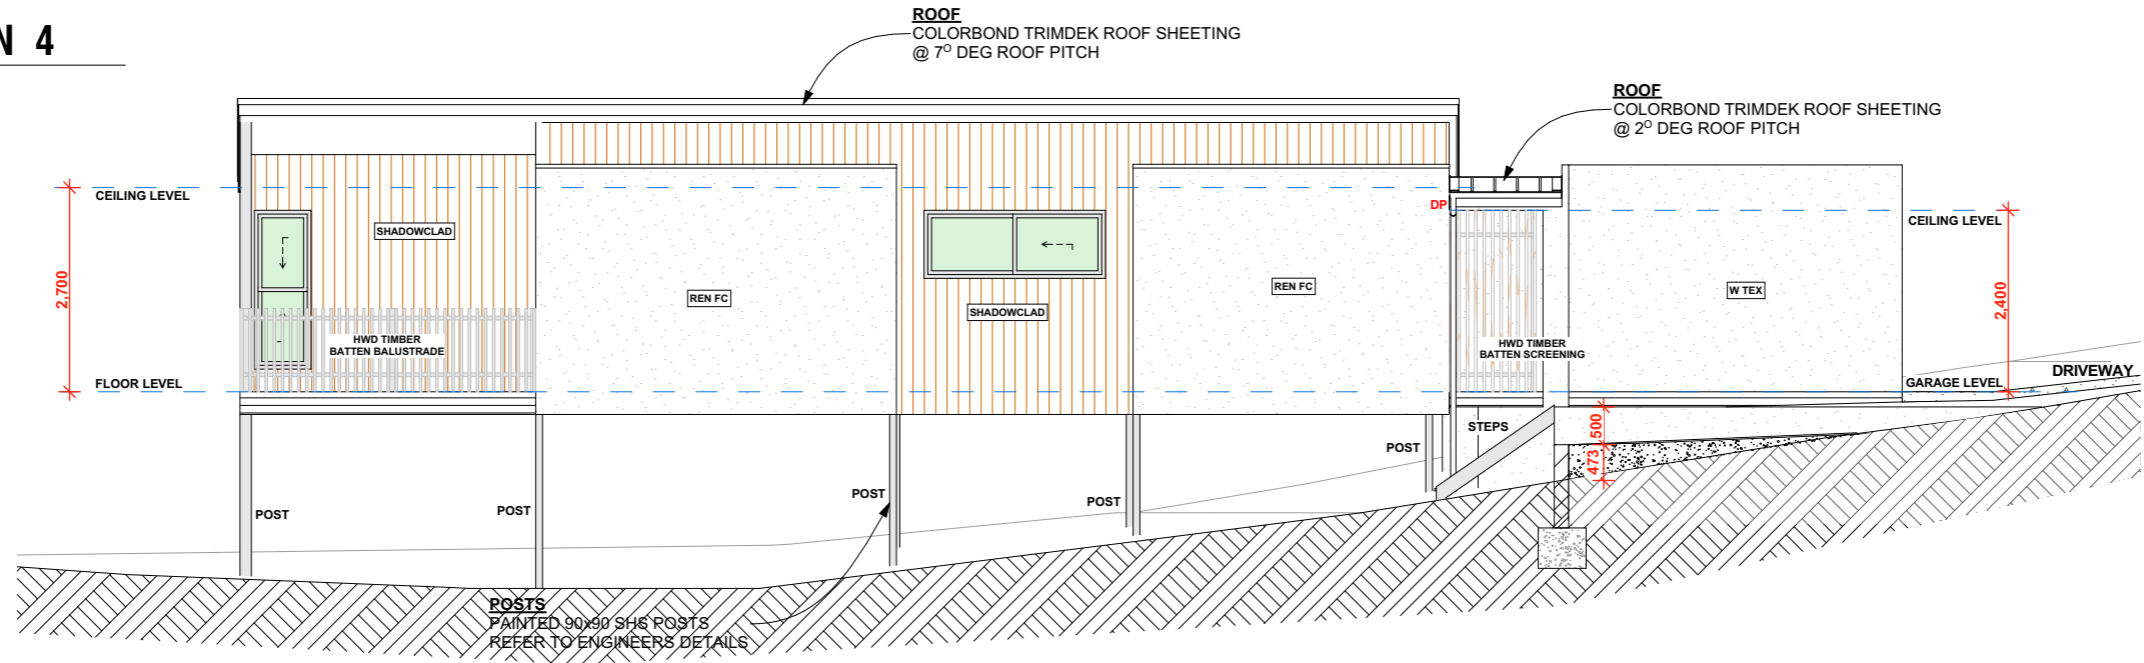 N 4
ROOF
COLORBOND TRIMDEK ROOF SHEETING
@ 7° DEG ROOF PITCH
ROOF
COLORBOND TRIMDEK ROOF SHEETING
@ 2° DEG ROOF PITCH
CEILING LEVEL
2,700
SHADOWCLAD
REN FC
SHADOWCLAD
REN FC
DP
W TEX
CEILING LEVEL
2,400
HWD TIMBER
BATTEN BALUSTRADE
HWD TIMBER
BATTEN SCREENING
FLOOR LEVEL
GARAGE LEVEL
DRIVEWAY
STEPS
500
473
POST
POST
POST
POST
POST
POSTS
PAINTED 90x90 SHS POSTS
REFER TO ENGINEERS DETAILS